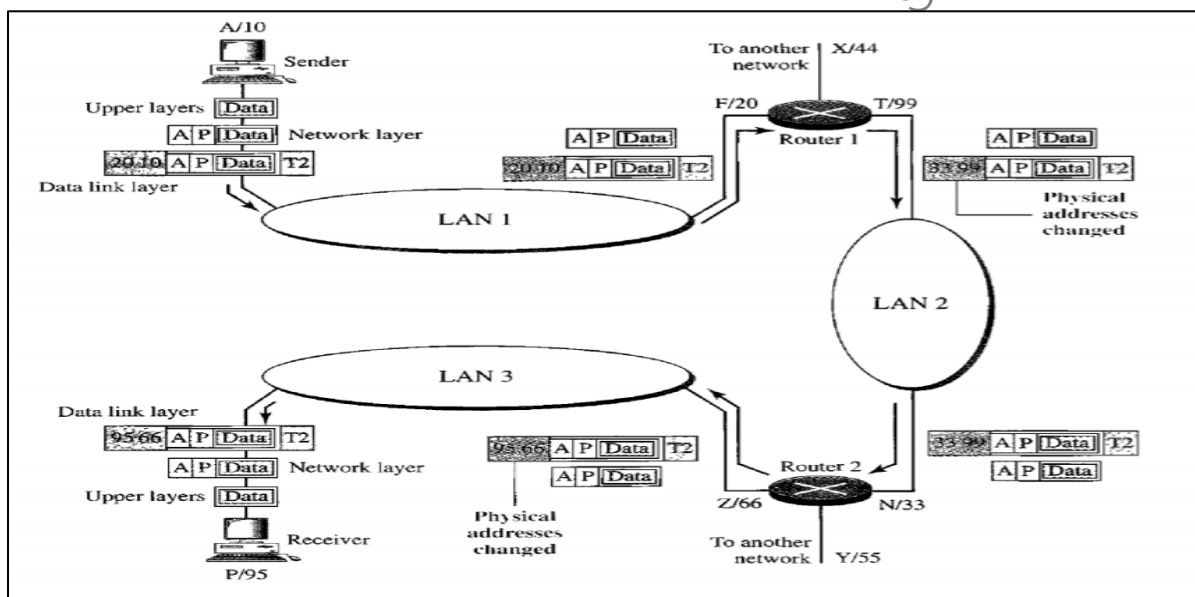 A/10
Sender
Upper layers Data
A P Data Network layer
20 10 A P Data T2
Data link layer
LAN 1
To another
network
X/44
F/20
T/99
Router 1
A P Data
20 10 A P Data T2
A P Data
33 99 A P Data T2
Physical
addresses
changed
LAN 2
LAN 3
Data link layer
95 66 A P Data T2
A P Data Network layer
Upper layers Data
Receiver
P/95
95 66 A P Data T2
A P Data
Physical
addresses
changed
Router 2
Z/66
N/33
33 99 A P Data T2
A P Data
To another
network
Y/55